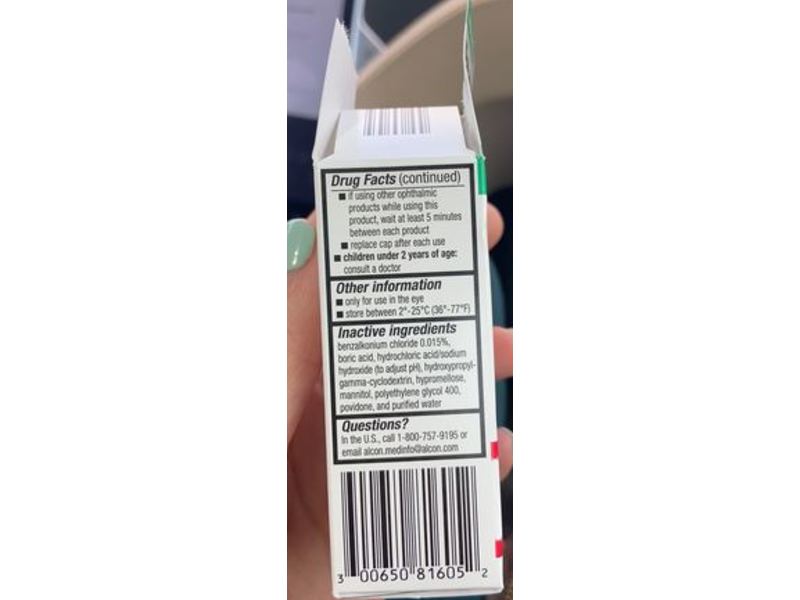 Drug Facts (continued)
■ if using other ophthalmic
products while using this
product, wait at least 5 minutes
between each product
■ replace cap after each use
■ children under 2 years of age:
consult a doctor
Other information
■ only for use in the eye
■ store between 2°-25°C (36°-77°F)
Inactive ingredients
benzalkonium chloride 0.015%,
boric acid, hydrochloric acid/sodium
hydroxide (to adjust pH), hydroxypropyl-
gamma-cyclodextrin, hypromellose,
mannitol, polyethylene glycol 400,
povidone, and purified water
Questions?
In the U.S., call 1-800-757-9195 or
email alcon.medinfo@alcon.com
3 00650 81605 2